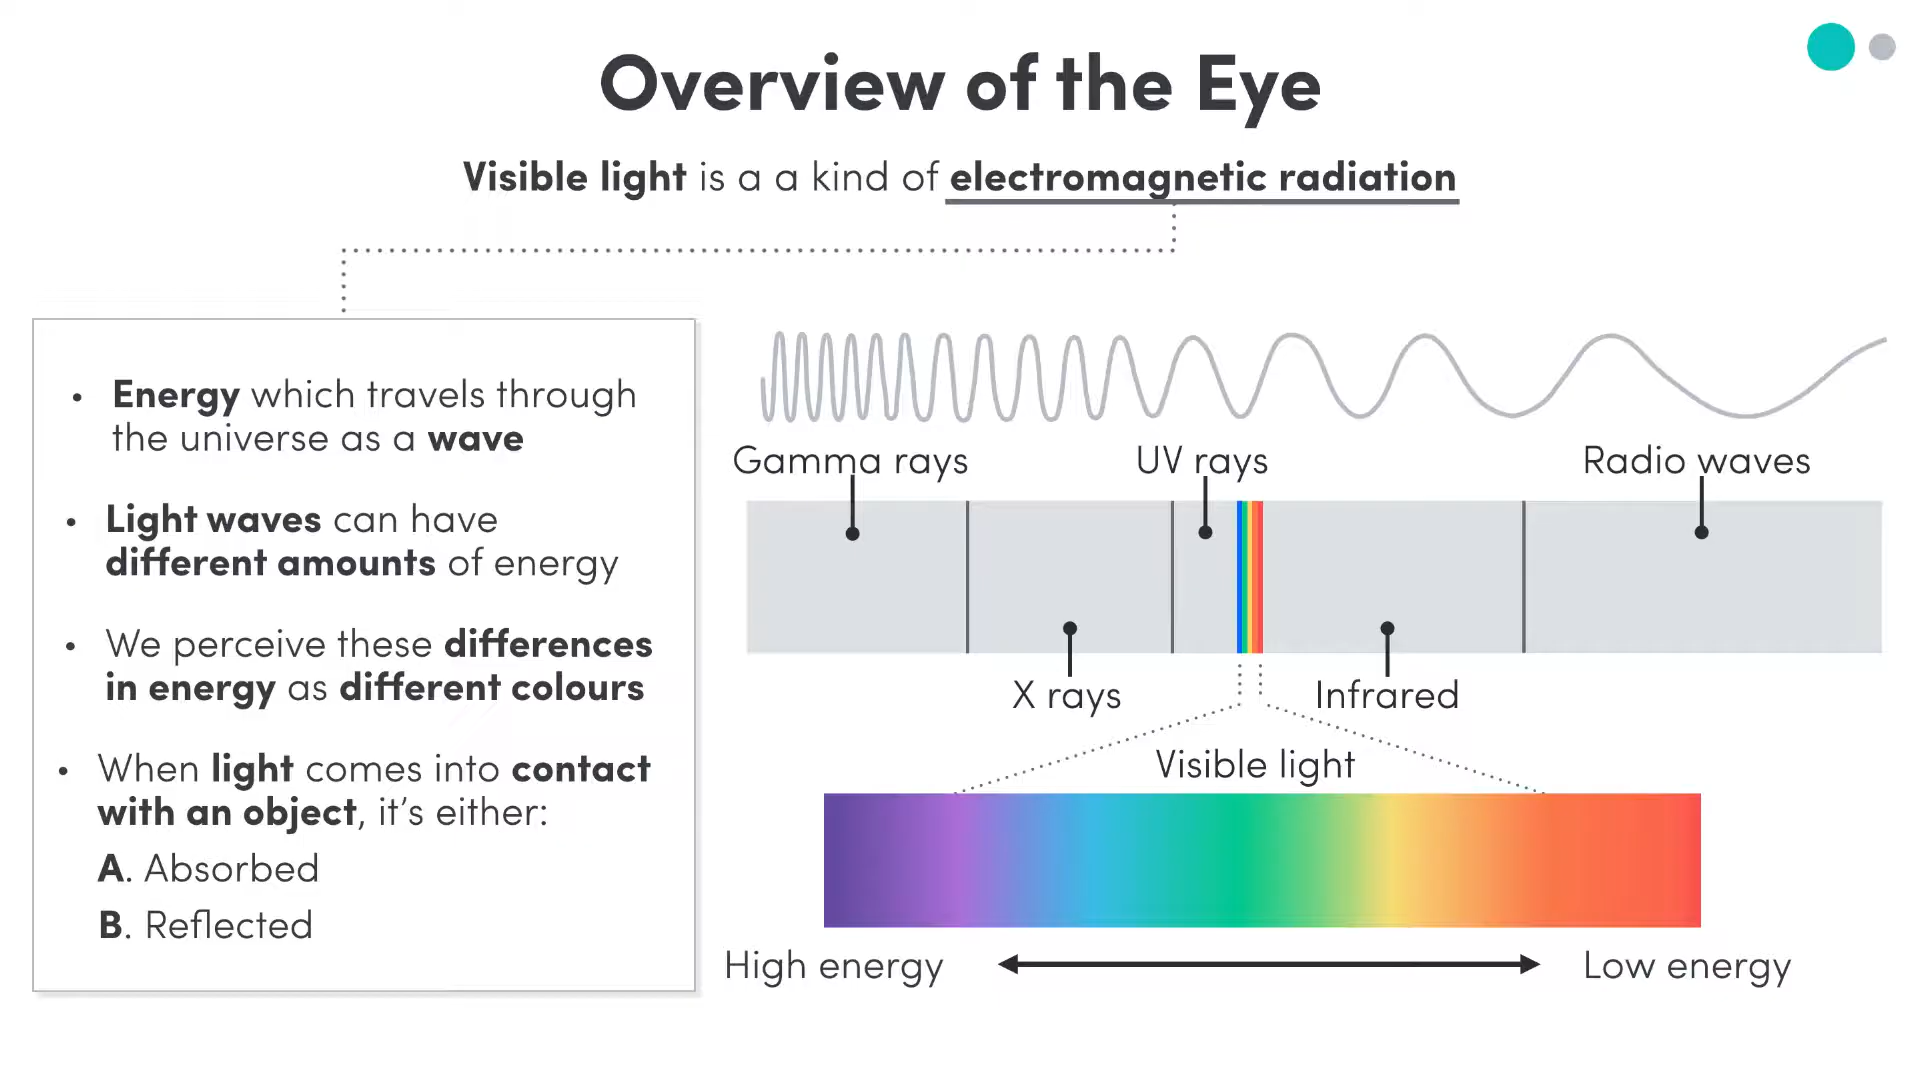 Overview of the Eye
Visible light is a a kind of electromagnetic radiation
• Energy which travels through
the universe as a wave
• Light waves can have
different amounts of energy
• We perceive these differences
in energy as different colours
• When light comes into contact
with an object, it's either:
A. Absorbed
B. Reflected
Gamma rays
UV rays
Radio waves
X rays
Infrared
Visible light
High energy
Low energy